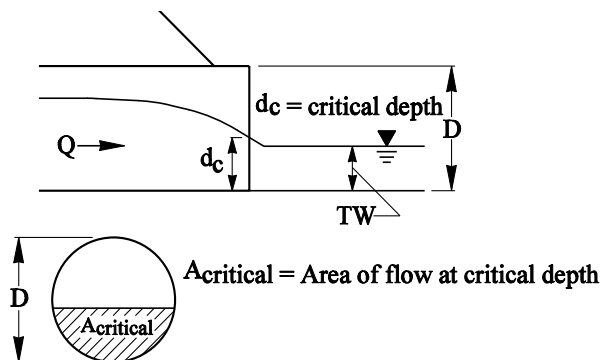 dc = critical depth
D
Q
dc
TW
D
Acritical = Area of flow at critical depth
Acritical